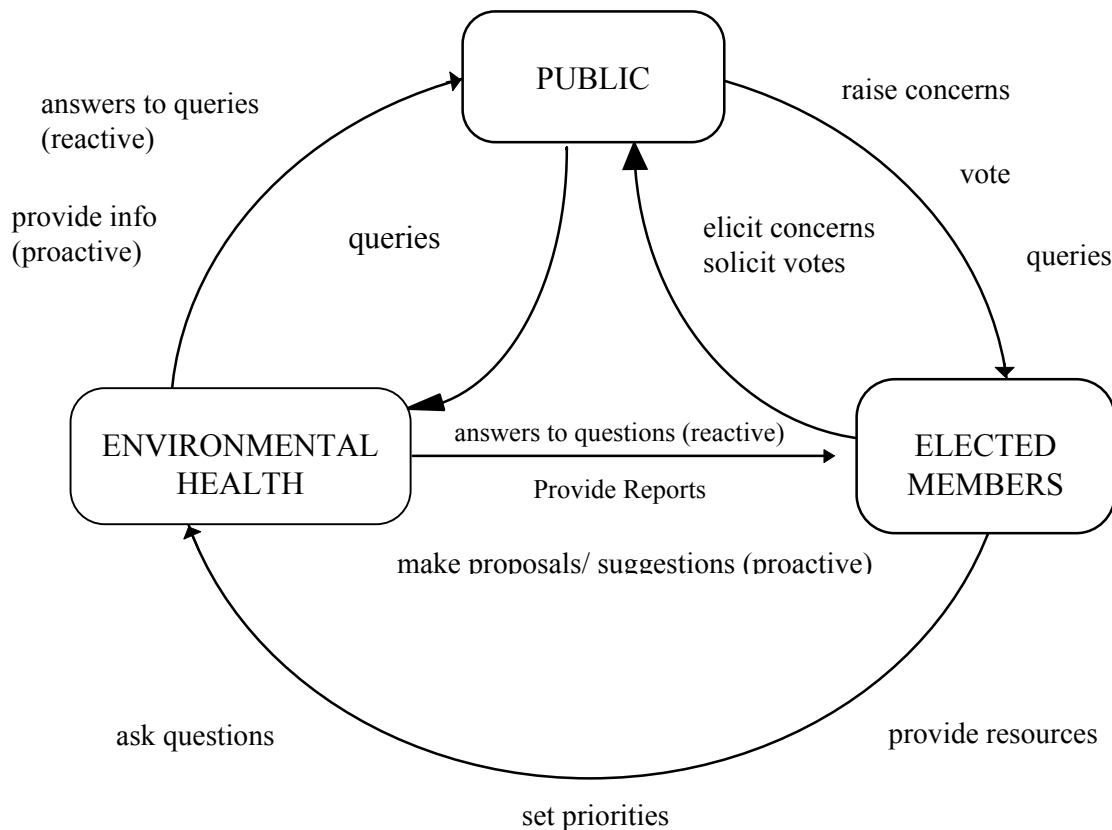 PUBLIC
answers to queries
(reactive)
raise concerns
vote
provide info
(proactive)
queries
elicit concerns
solicit votes
queries
ENVIRONMENTAL
HEALTH
answers to questions (reactive)
Provide Reports
ELECTED
MEMBERS
make proposals/ suggestions (proactive)
ask questions
provide resources
set priorities